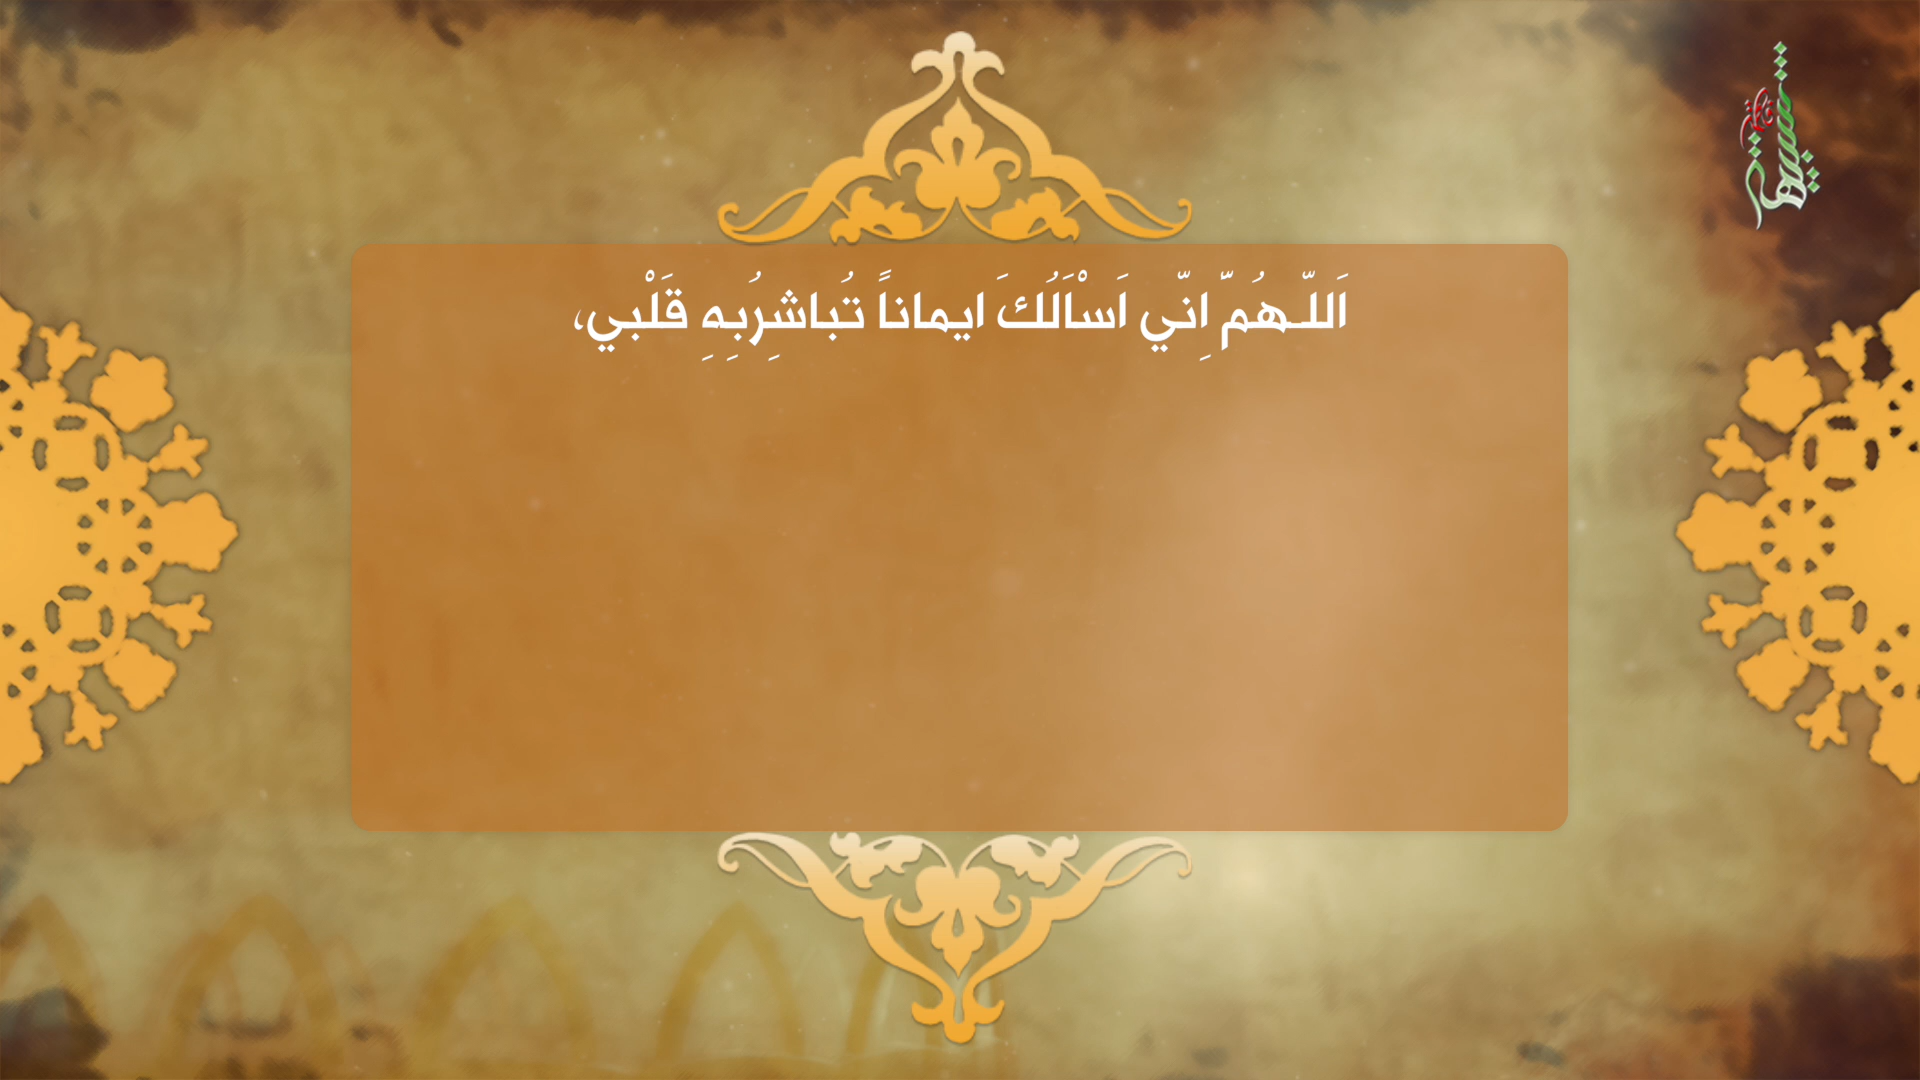 اَللّـهُمَّ اِنّي اَسْاَلُكَ ايماناً تُباشِرُبِهِ قَلْبي،